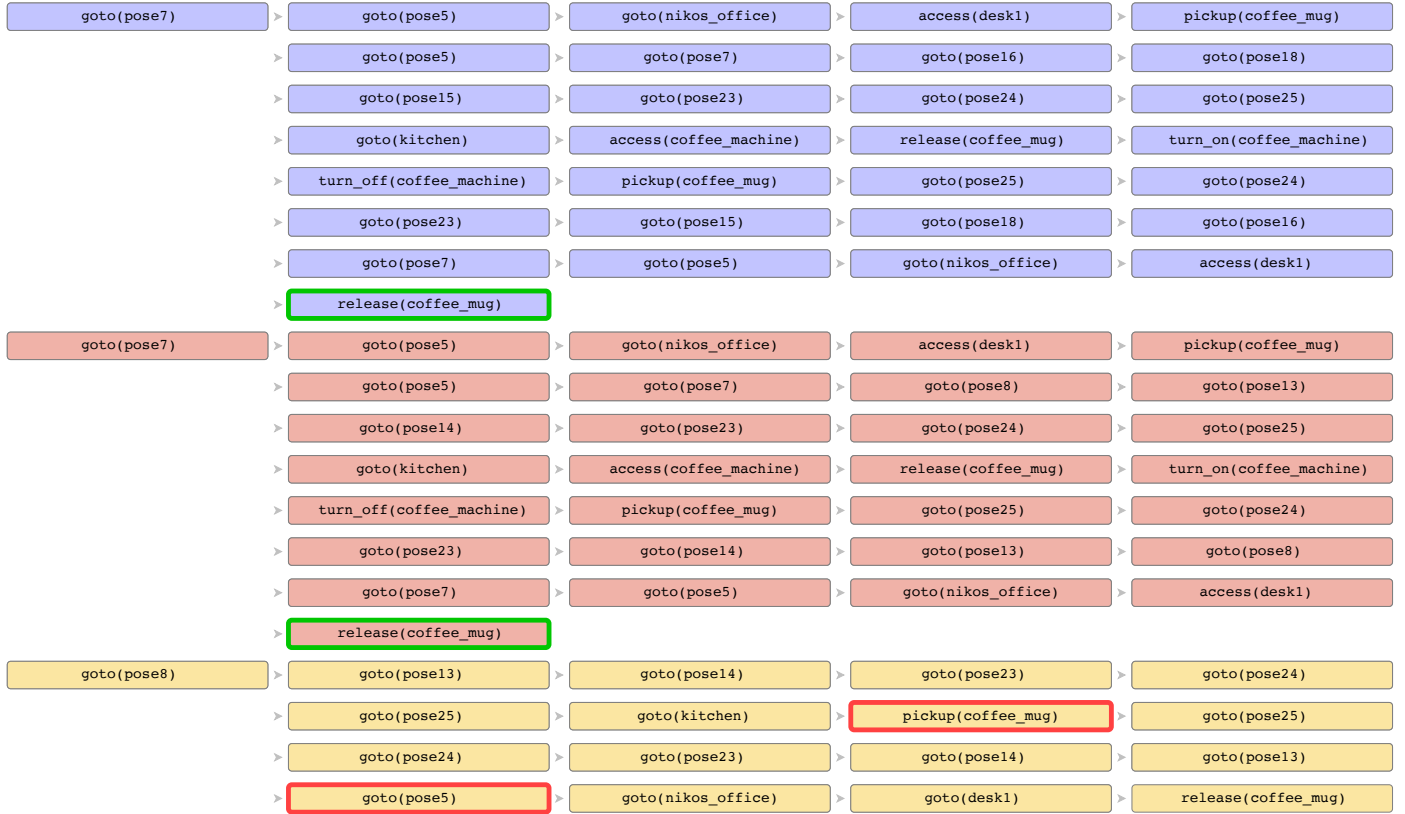 goto(pose7) goto(pose5) goto(nikos_office) access(desk1) pickup(coffee_mug)
goto(pose5) goto(pose7) goto(pose16) goto(pose18)
goto(pose15) goto(pose23) goto(pose24) goto(pose25)
goto(kitchen) access(coffee_machine) release(coffee_mug) turn_on(coffee_machine)
turn_off(coffee_machine) pickup(coffee_mug) goto(pose25) goto(pose24)
goto(pose23) goto(pose15) goto(pose18) goto(pose16)
goto(pose7) goto(pose5) goto(nikos_office) access(desk1)
release(coffee_mug)
goto(pose7) goto(pose5) goto(nikos_office) access(desk1) pickup(coffee_mug)
goto(pose5) goto(pose7) goto(pose8) goto(pose13)
goto(pose14) goto(pose23) goto(pose24) goto(pose25)
goto(kitchen) access(coffee_machine) release(coffee_mug) turn_on(coffee_machine)
turn_off(coffee_machine) pickup(coffee_mug) goto(pose25) goto(pose24)
goto(pose23) goto(pose14) goto(pose13) goto(pose8)
goto(pose7) goto(pose5) goto(nikos_office) access(desk1)
release(coffee_mug)
goto(pose8) goto(pose13) goto(pose14) goto(pose23) goto(pose24)
goto(pose25) goto(kitchen) pickup(coffee_mug) goto(pose25)
goto(pose24) goto(pose23) goto(pose14) goto(pose13)
goto(pose5) goto(nikos_office) goto(desk1) release(coffee_mug)